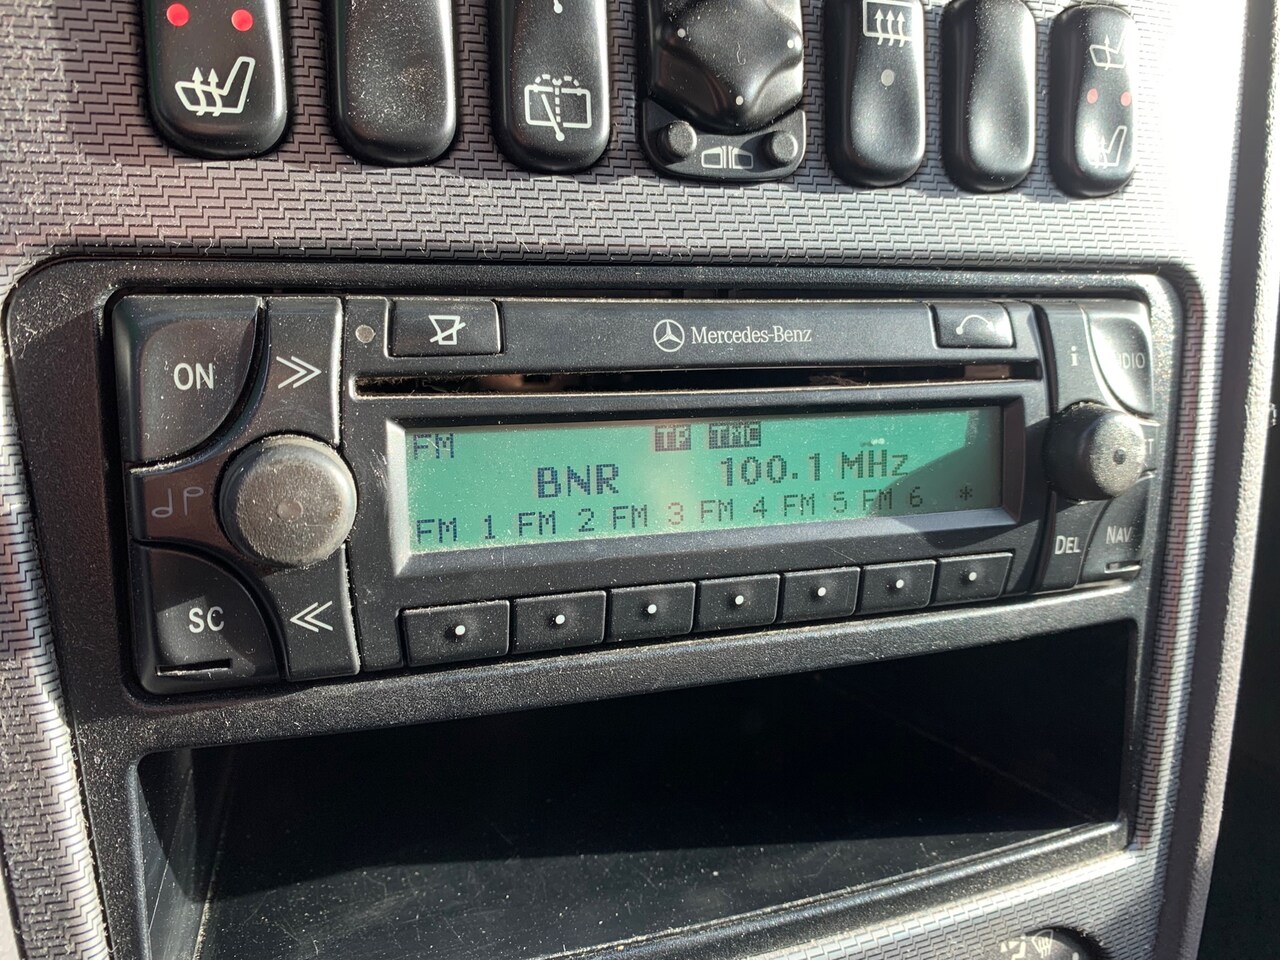 Mercedes-Benz
ON
FM TP TMC
BNR 100.1 MHz
FM 1 FM 2 FM 3 FM 4 FM 5 FM 6 *
SC
DEL
NAV
i